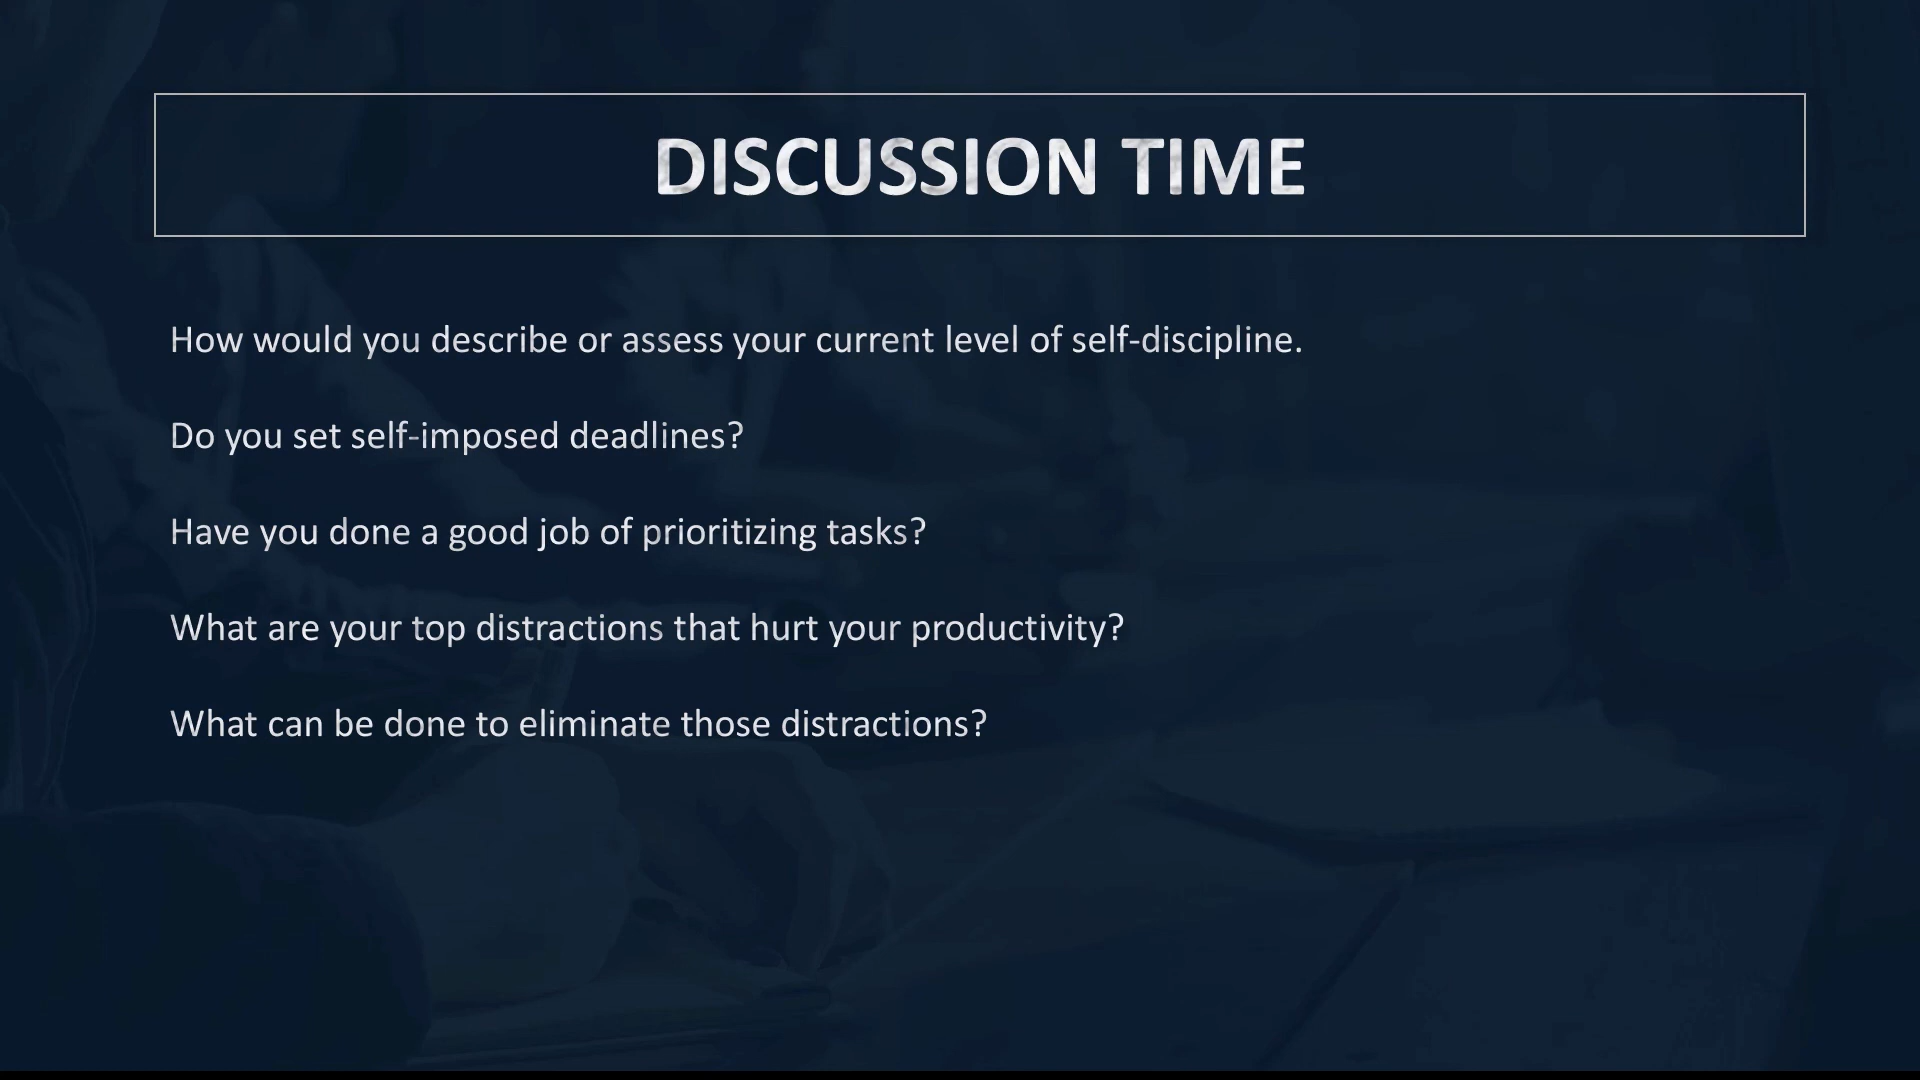 DISCUSSION TIME
How would you describe or assess your current level of self-discipline.
Do you set self-imposed deadlines?
Have you done a good job of prioritizing tasks?
What are your top distractions that hurt your productivity?
What can be done to eliminate those distractions?